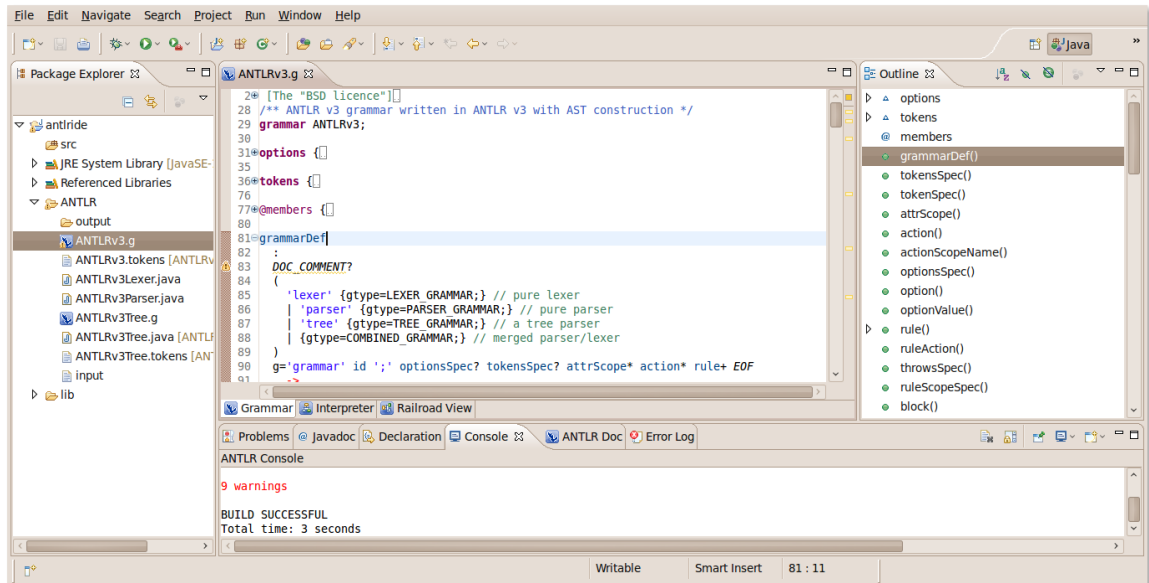 File Edit Navigate Search Project Run Window Help
Java »
Package Explorer
antlride
src
JRE System Library [JavaSE-
Referenced Libraries
ANTLR
output
ANTLRv3.g
ANTLRv3.tokens [ANTLRv
ANTLRv3Lexer.java
ANTLRv3Parser.java
ANTLRv3Tree.g
ANTLRv3Tree.java [ANTLR
ANTLRv3Tree.tokens [AN
input
lib
ANTLRv3.g
2 [The "BSD licence"]
28 /** ANTLR v3 grammar written in ANTLR v3 with AST construction */
29 grammar ANTLRv3;
30
31 options {
35
36 tokens {
76
77 @members {
80
81 grammarDef
82 :
83 DOC_COMMENT?
84 (
85 'lexer' {gtype=LEXER_GRAMMAR;} // pure lexer
86 | 'parser' {gtype=PARSER_GRAMMAR;} // pure parser
87 | 'tree' {gtype=TREE_GRAMMAR;} // a tree parser
88 | {gtype=COMBINED_GRAMMAR;} // merged parser/lexer
89 )
90 g='grammar' id ';' optionsSpec? tokensSpec? attrScope* action* rule+ EOF
91 ->
Grammar Interpreter Railroad View
Outline
options
tokens
members
grammarDef()
tokensSpec()
tokenSpec()
attrScope()
action()
actionScopeName()
optionsSpec()
option()
optionValue()
rule()
ruleAction()
throwsSpec()
ruleScopeSpec()
block()
Problems @ Javadoc Declaration Console ANTLR Doc Error Log
ANTLR Console
9 warnings
BUILD SUCCESSFUL
Total time: 3 seconds
Writable Smart Insert 81 : 11